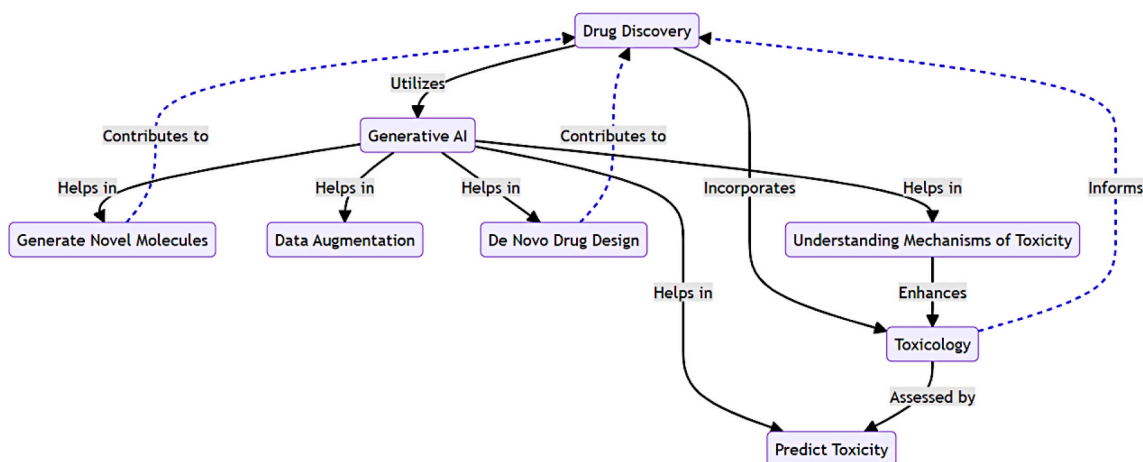 Drug Discovery
Utilizes
Contributes to
Generative AI
Contributes to
Helps in
Helps in
Helps in
Incorporates
Helps in
Informs
Generate Novel Molecules
Data Augmentation
De Novo Drug Design
Understanding Mechanisms of Toxicity
Helps in
Enhances
Toxicology
Assessed by
Predict Toxicity